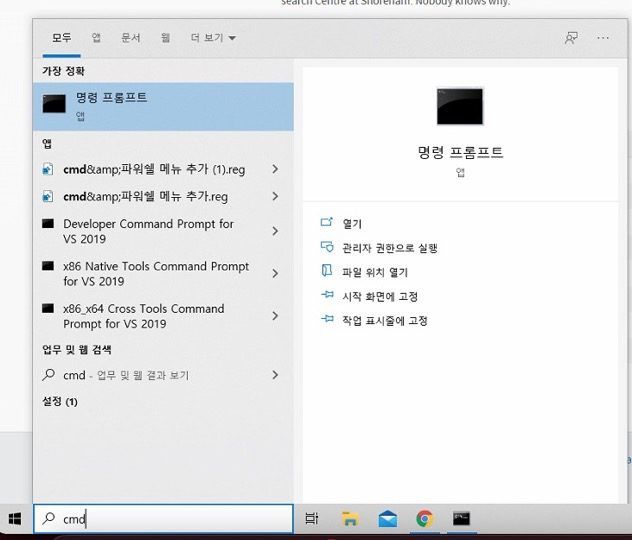 search Centre at Shoreham. Nobody knows why.
모두 앱 문서 웹 더 보기
가장 정확
명령 프롬프트
앱
앱
cmd&amp;파워쉘 메뉴 추가 (1).reg
cmd&amp;파워쉘 메뉴 추가.reg
Developer Command Prompt for
VS 2019
x86 Native Tools Command Prompt
for VS 2019
x86_x64 Cross Tools Command
Prompt for VS 2019
업무 및 웹 검색
cmd - 업무 및 웹 결과 보기
설정 (1)
명령 프롬프트
앱
열기
관리자 권한으로 실행
파일 위치 열기
시작 화면에 고정
작업 표시줄에 고정
cmd